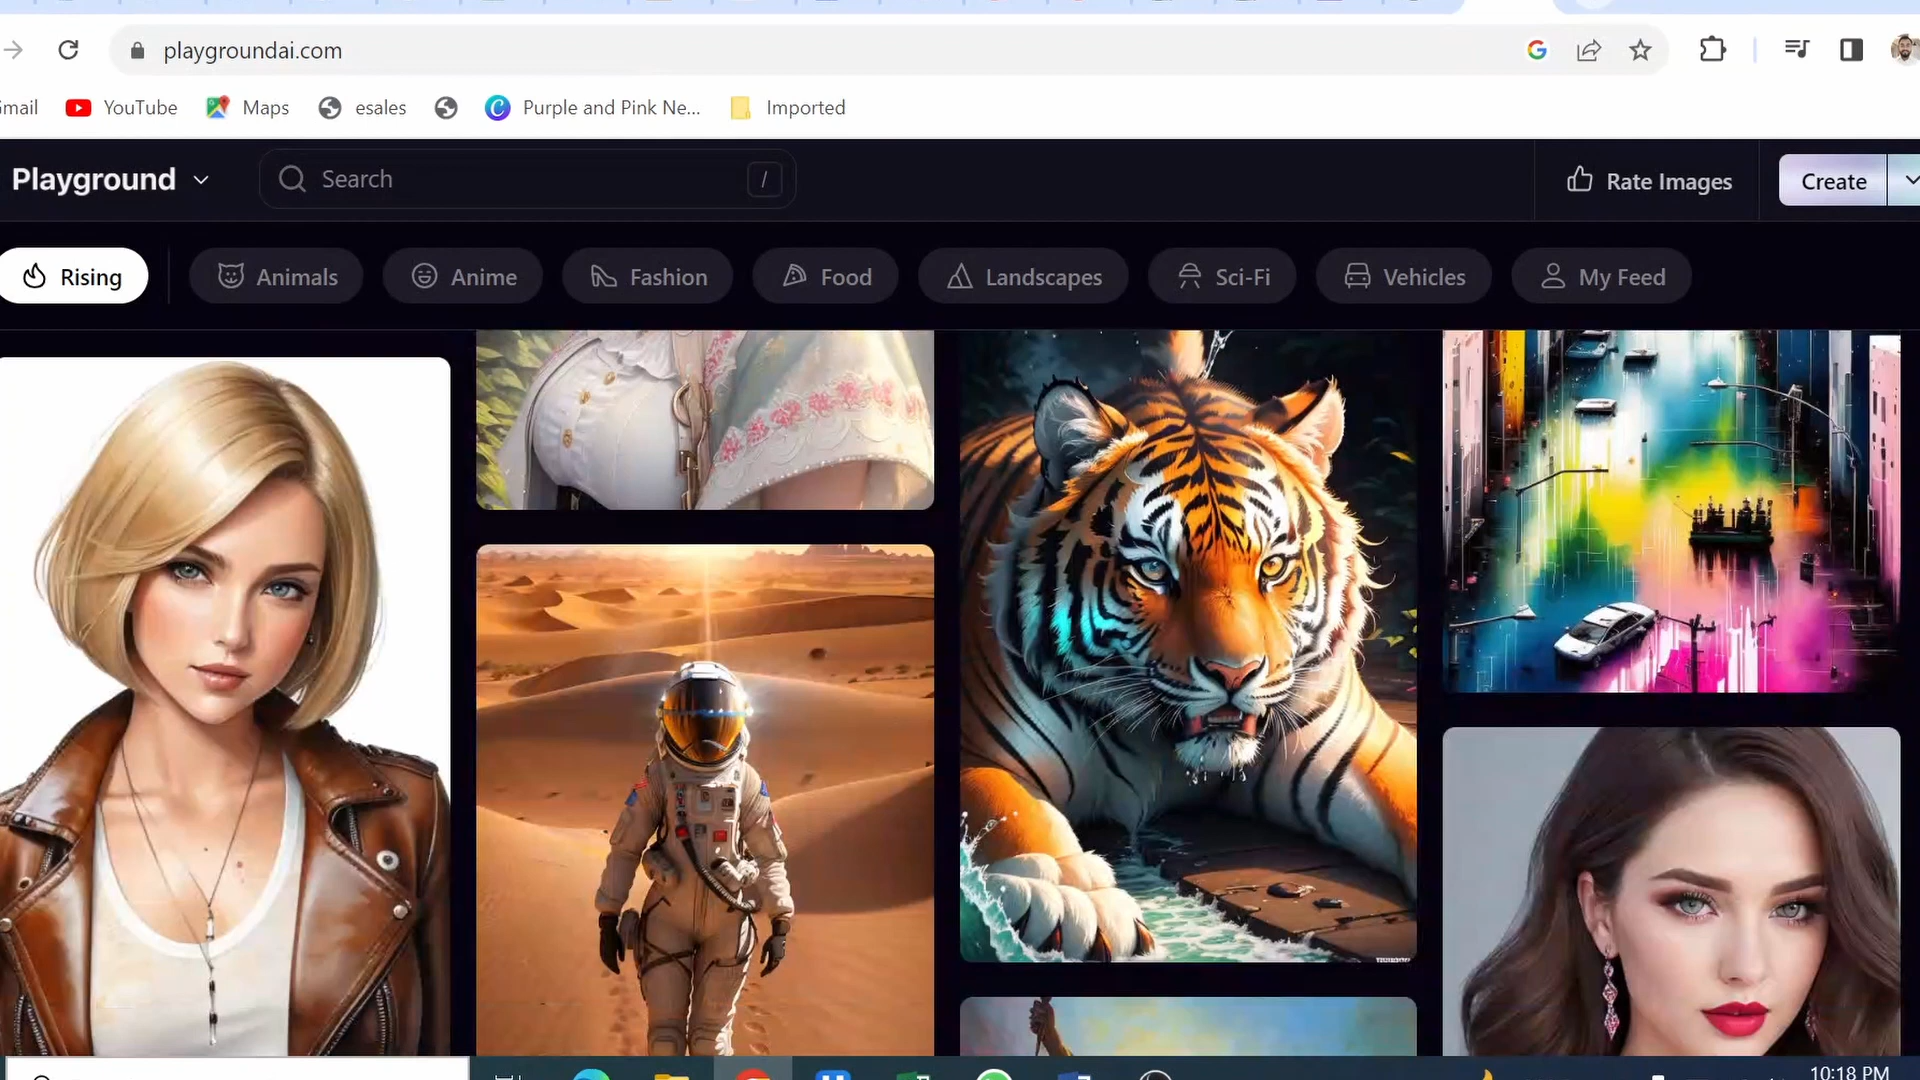 playgroundai.com
mail YouTube Maps esales Purple and Pink Ne... Imported
Playground Search / Rate Images Create
Rising Animals Anime Fashion Food Landscapes Sci-Fi Vehicles My Feed
10:18 PM